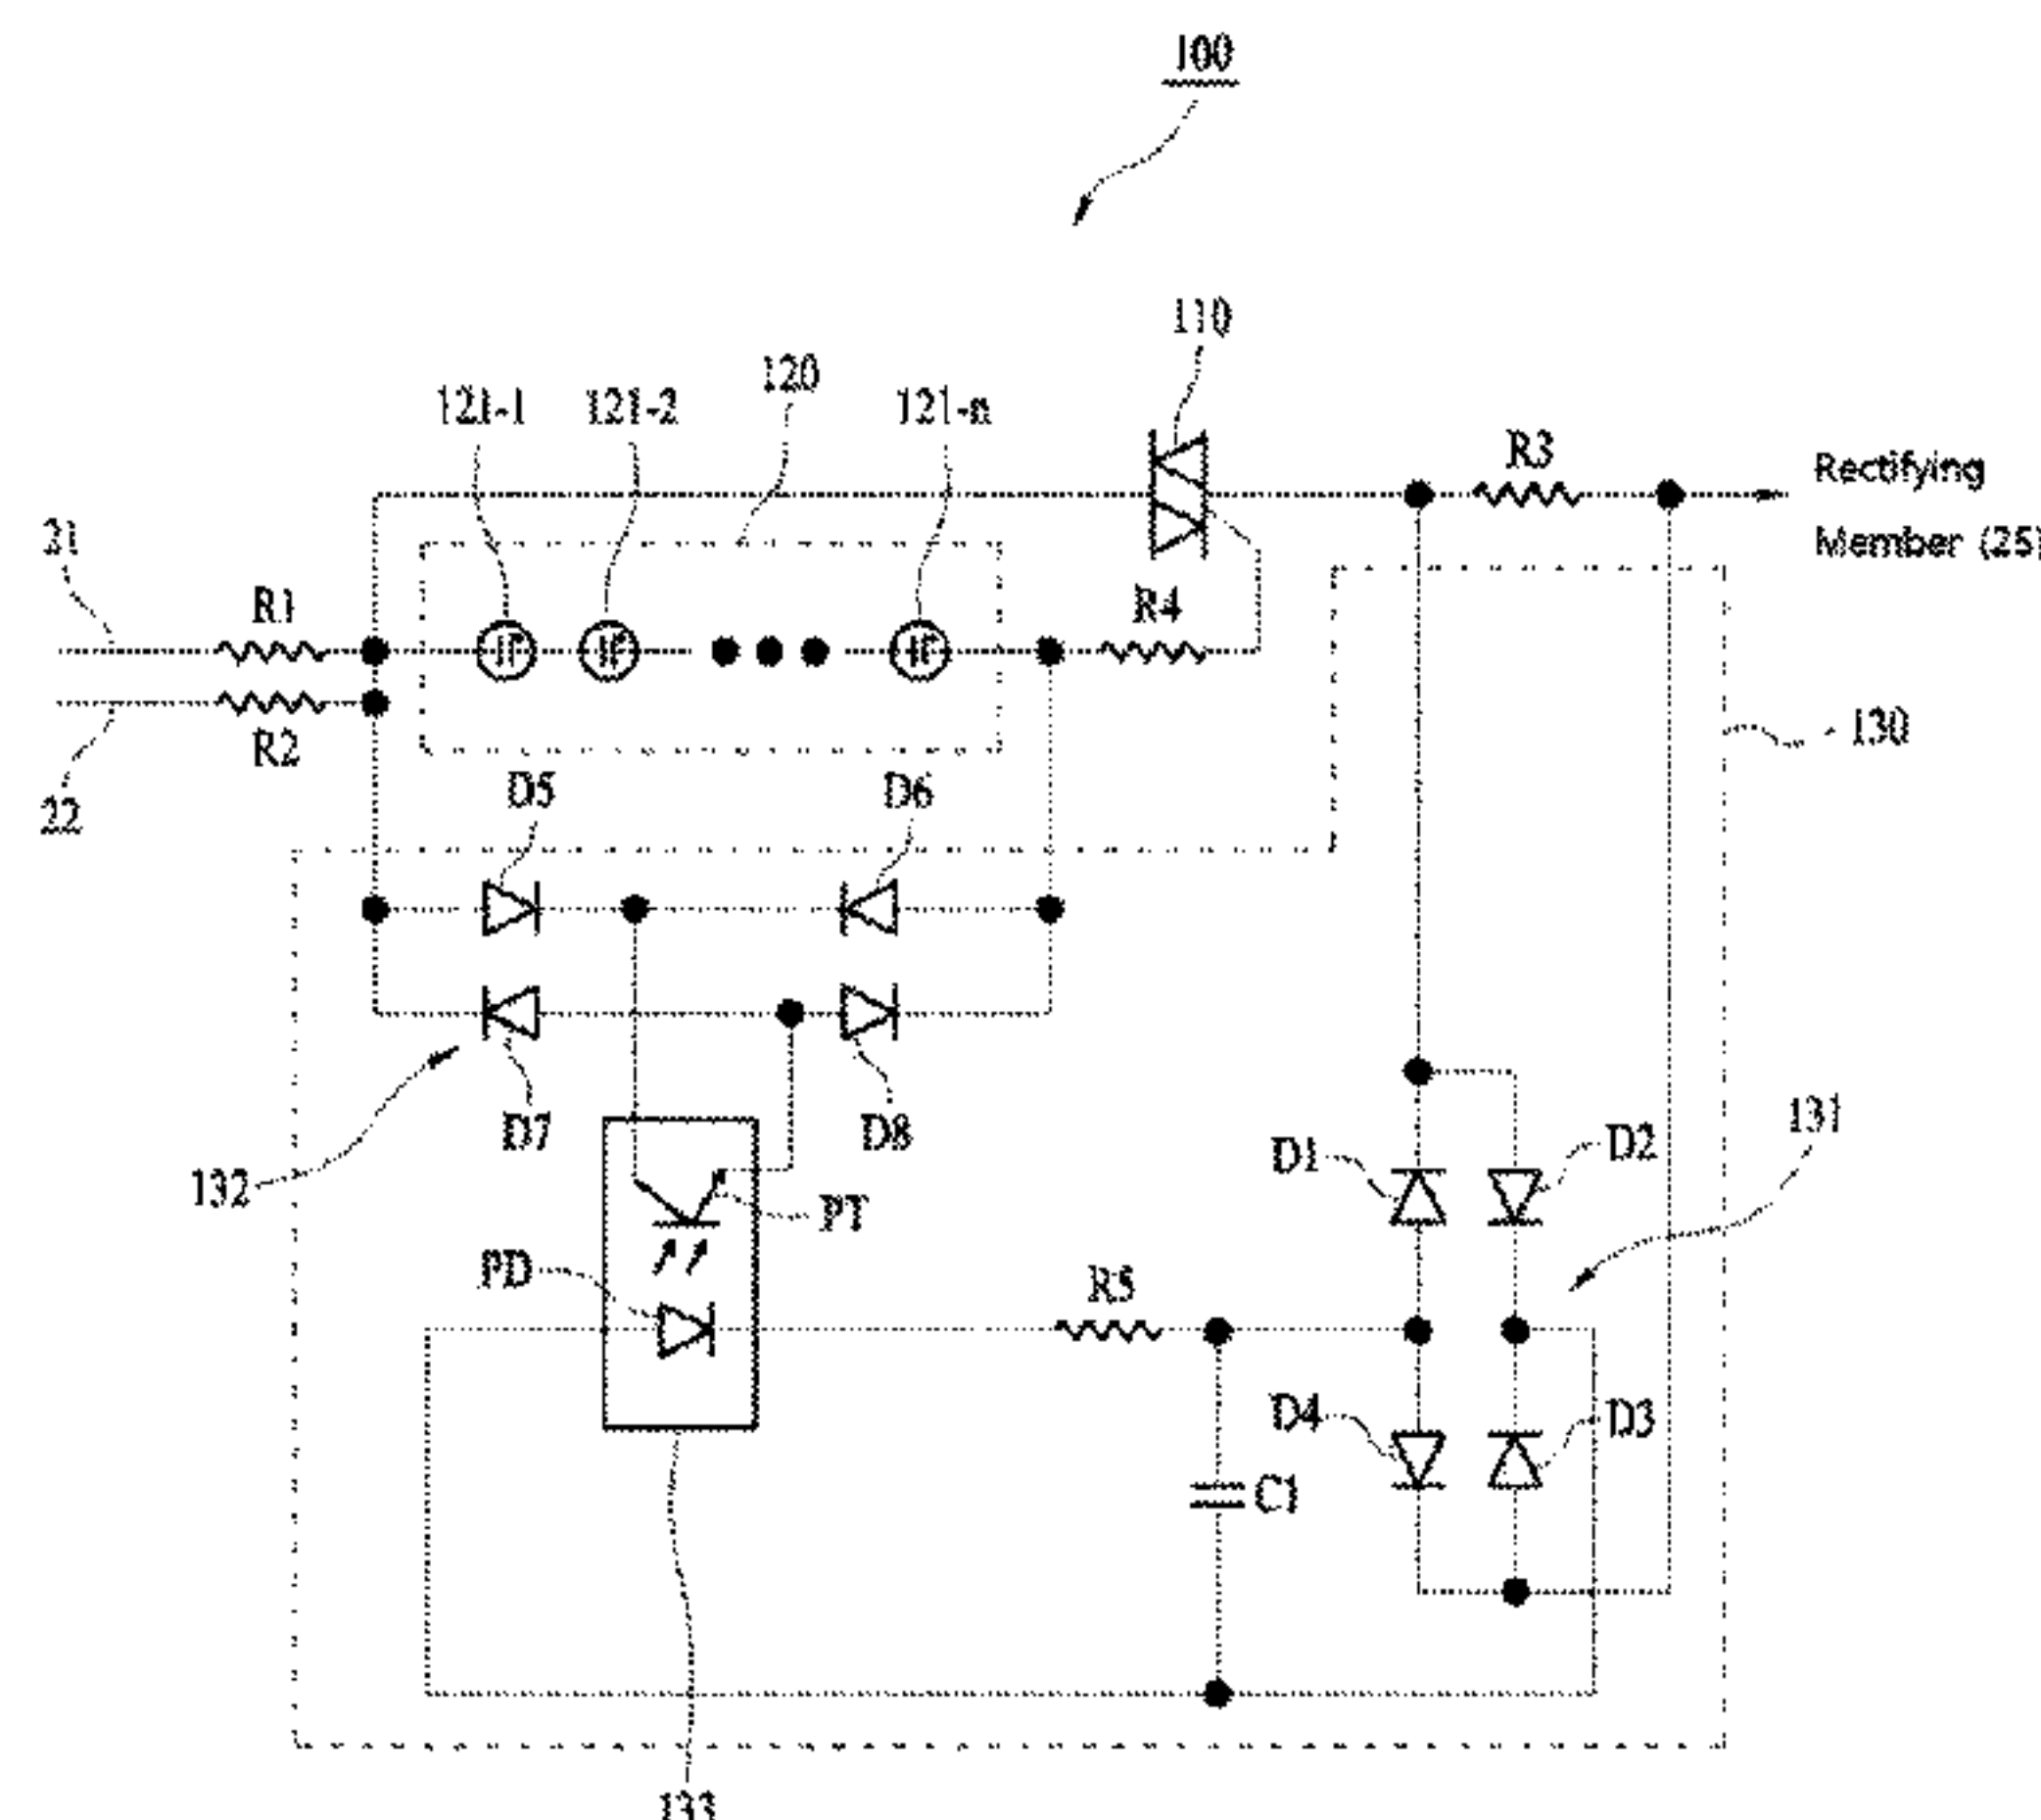 100
110
120
121-1
121-2
121-n
R3
Rectifying
Member (25)
21
R1
R4
22
R2
130
D5
D6
D7
D8
132
131
D1
D2
PT
PD
R5
D4
D3
C1
133